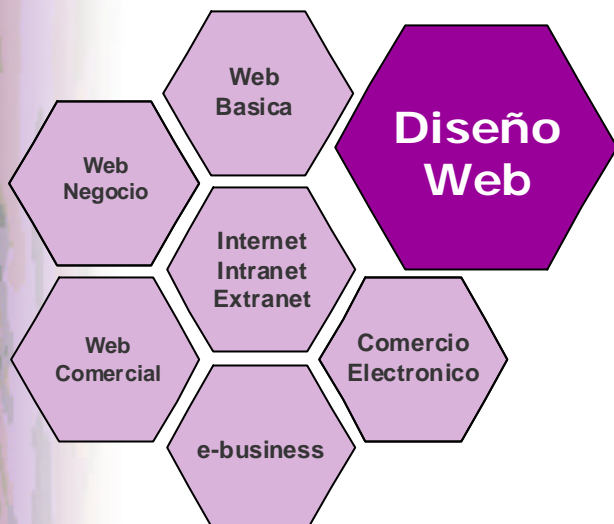 Web
Basica
Diseño
Web
Web
Negocio
Internet
Intranet
Extranet
Web
Comercial
Comercio
Electronico
e-business